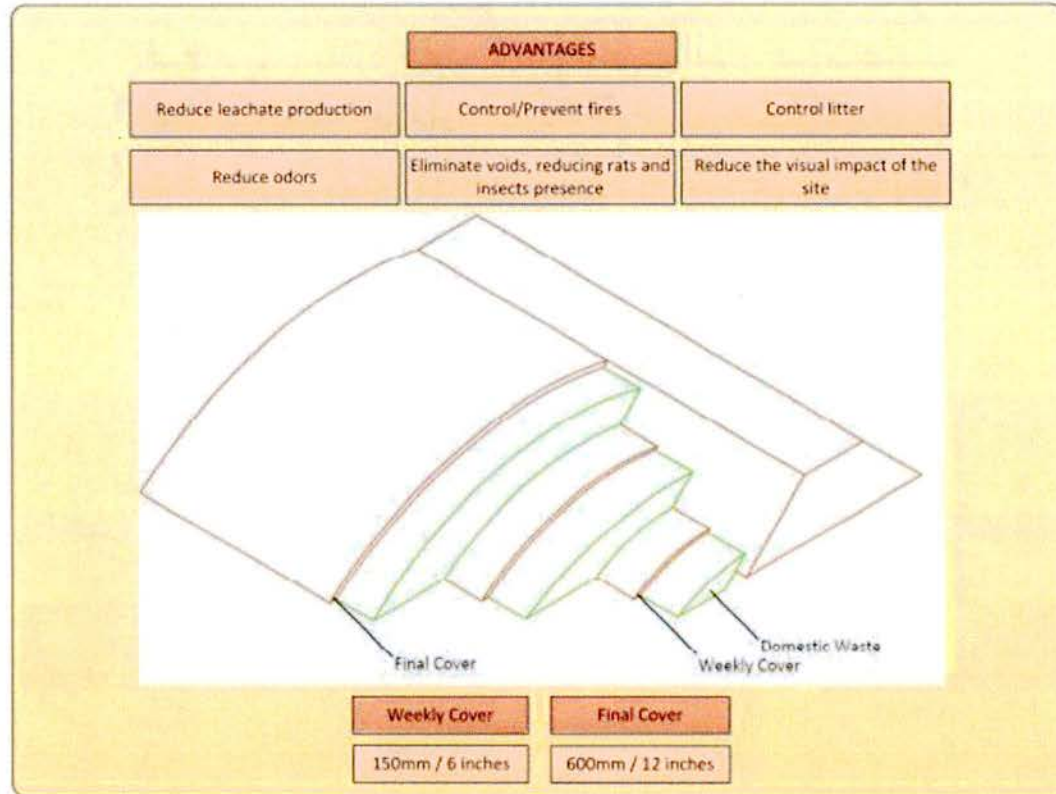 ADVANTAGES
Reduce leachate production
Control/Prevent fires
Control litter
Reduce odors
Eliminate voids, reducing rats and
insects presence
Reduce the visual impact of the
site
Final Cover
Domestic Waste
Weekly Cover
Weekly Cover
Final Cover
150mm / 6 inches
600mm / 12 inches